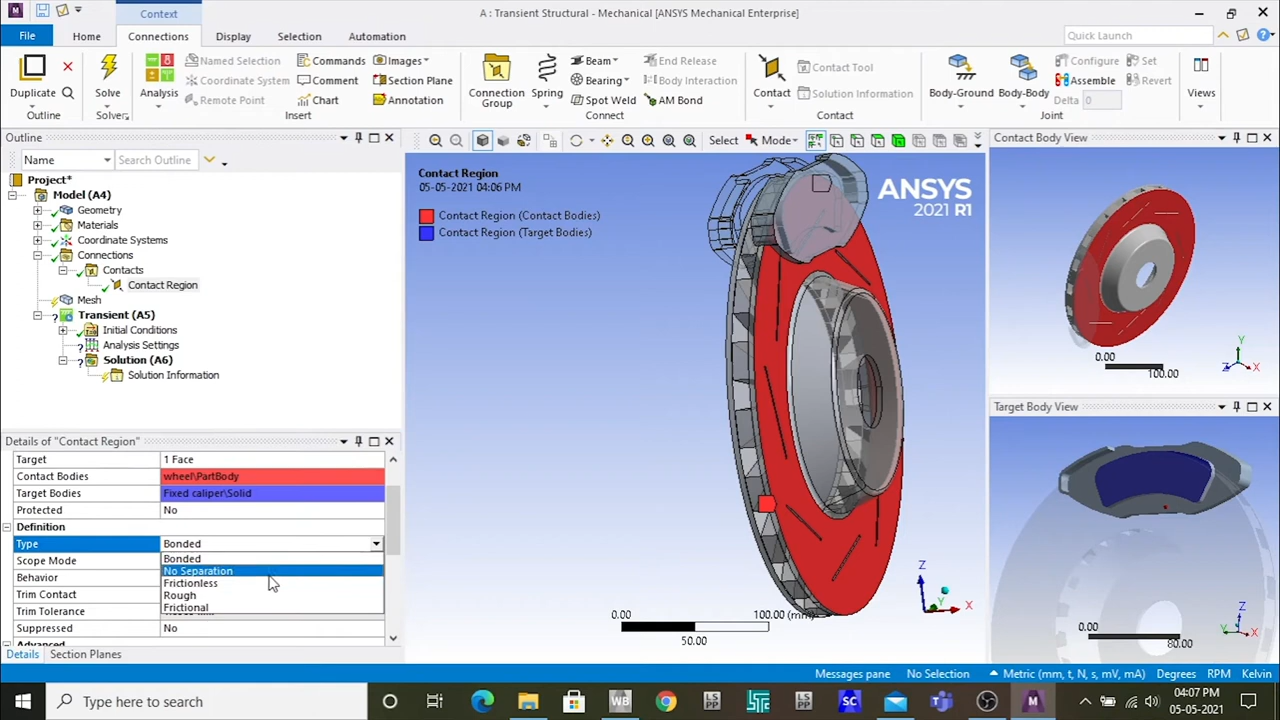 Context
A : Transient Structural - Mechanical [ANSYS Mechanical Enterprise]
File
Home
Connections
Display
Selection
Automation
Quick Launch
Duplicate
Solve
Analysis
Named Selection
Coordinate System
Remote Point
Commands
Comment
Chart
Images
Section Plane
Annotation
Connection Group
Spring
Beam
Bearing
Spot Weld
End Release
Body Interaction
AM Bond
Contact
Contact Tool
Solution Information
Body-Ground
Body-Body
Configure
Assemble
Delta 0
Set
Revert
Views
Outline
Solver
Insert
Connect
Contact
Joint
Outline
Name
Search Outline
Project*
Model (A4)
Geometry
Materials
Coordinate Systems
Connections
Contacts
Contact Region
Mesh
Transient (A5)
Initial Conditions
Analysis Settings
Solution (A6)
Solution Information
Select
Mode
Contact Region
05-05-2021 04:06 PM
Contact Region (Contact Bodies)
Contact Region (Target Bodies)
ANSYS
2021 R1
0.00
100.00 (mm)
50.00
Z
X
Contact Body View
0.00
100.00
Y
Z
X
Target Body View
0.00
80.00
Z
Y
X
Details of "Contact Region"
Target 1 Face
Contact Bodies wheel\PartBody
Target Bodies Fixed caliper\Solid
Protected No
Definition
Type Bonded
Scope Mode Bonded
Behavior No Separation
Trim Contact Frictionless
Trim Tolerance Rough
Frictional
Suppressed No
Advanced
Details
Section Planes
Messages pane
No Selection
Metric (mm, t, N, s, mV, mA)
Degrees
RPM
Kelvin
Type here to search
WB
LS PP
LS PP
SC
M
04:07 PM
05-05-2021